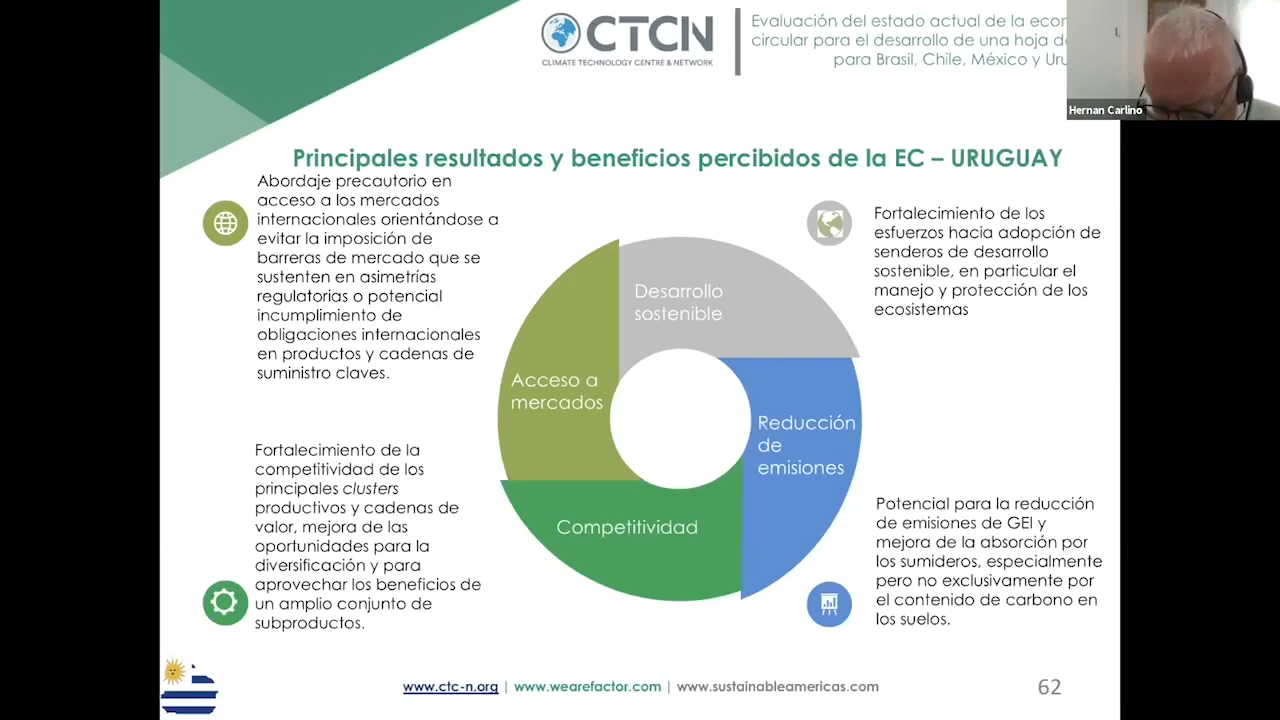 CTCN
CLIMATE TECHNOLOGY CENTRE & NETWORK
Evaluación del estado actual de la
circular para el desarrollo de una hoja
para Brasil, Chile, México y
Hernan Carlino
Principales resultados y beneficios percibidos de la EC – URUGUAY
Abordaje precautorio en
acceso a los mercados
internacionales orientándose a
evitar la imposición de
barreras de mercado que se
sustenten en asimetrías
regulatorias o potencial
incumplimiento de
obligaciones internacionales
en productos y cadenas de
suministro claves.
Fortalecimiento de los
esfuerzos hacia adopción de
senderos de desarrollo
sostenible, en particular el
manejo y protección de los
ecosistemas
Desarrollo
sostenible
Acceso a
mercados
Reducción
de
emisiones
Competitividad
Fortalecimiento de la
competitividad de los
principales clusters
productivos y cadenas de
valor, mejora de las
oportunidades para la
diversificación y para
aprovechar los beneficios de
un amplio conjunto de
subproductos.
Potencial para la reducción
de emisiones de GEI y
mejora de la absorción por
los sumideros, especialmente
pero no exclusivamente por
el contenido de carbono en
los suelos.
www.ctc-n.org | www.wearefactor.com | www.sustainableamericas.com
62